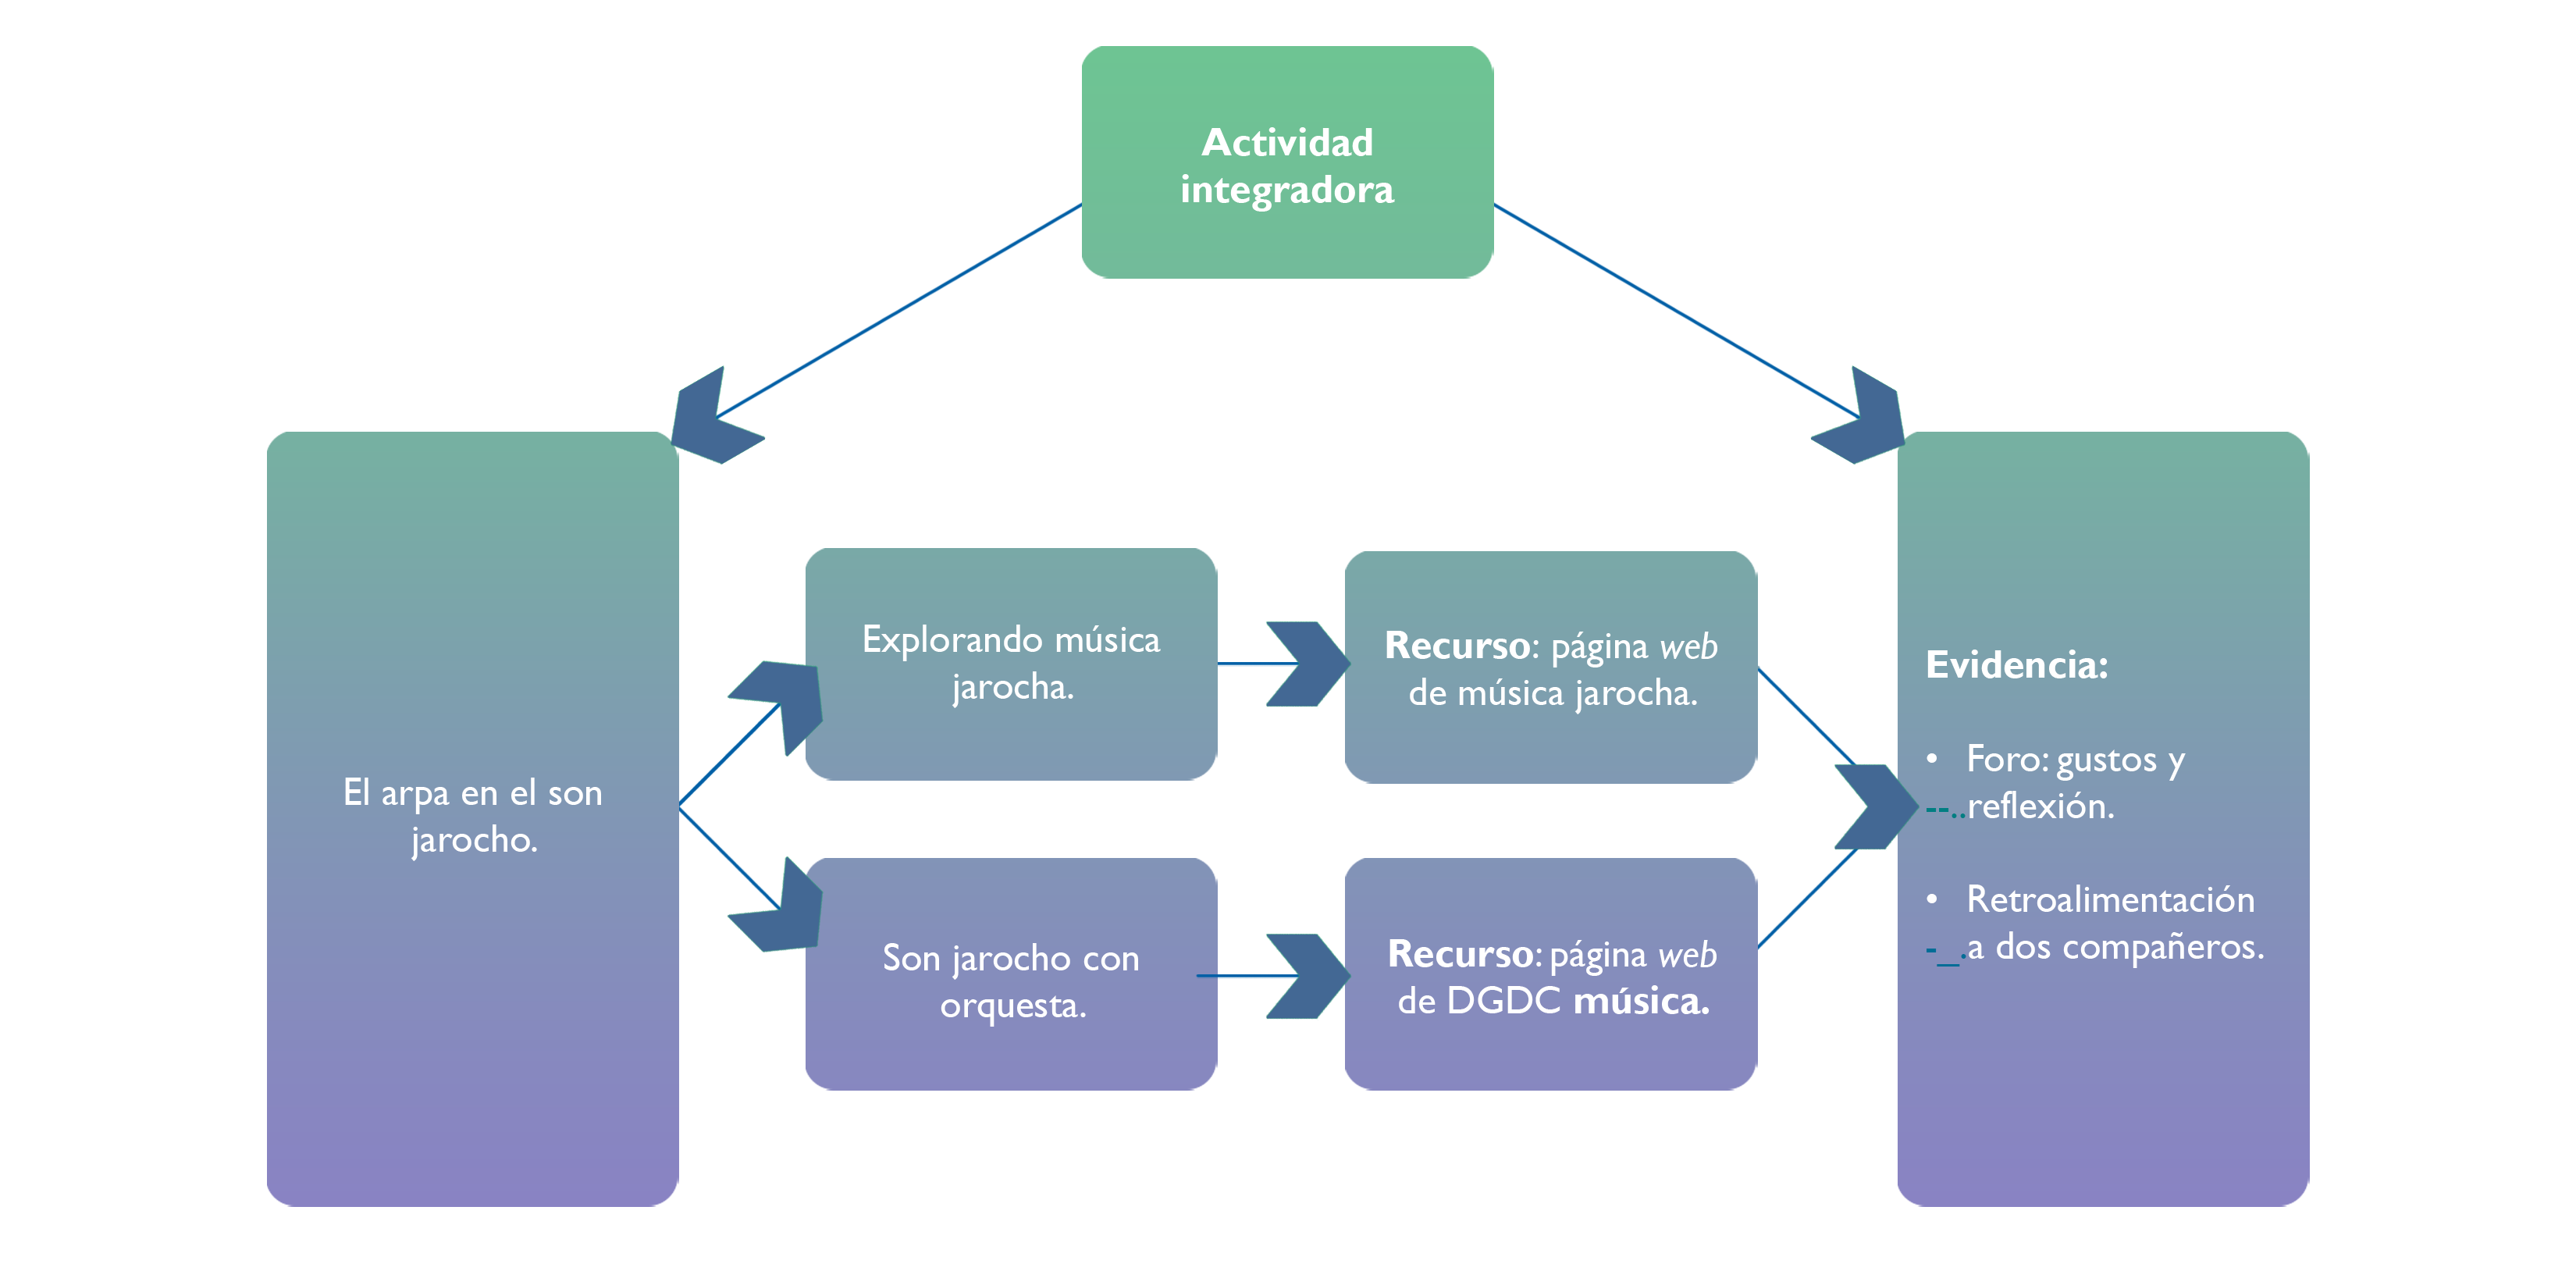 Actividad
integradora
El arpa en el son
jarocho.
Explorando música
jarocha.
Recurso: página web
de música jarocha.
Son jarocho con
orquesta.
Recurso: página web
de DGDC música.
Evidencia:
• Foro: gustos y
--..reflexión.
• Retroalimentación
-_.a dos compañeros.